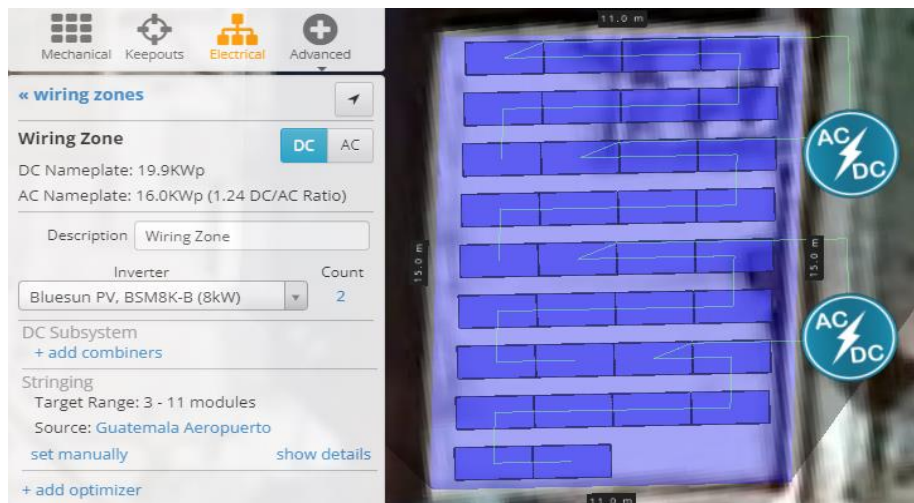 Mechanical Keepouts Electrical Advanced
« wiring zones
Wiring Zone
DC AC
DC Nameplate: 19.9KWp
AC Nameplate: 16.0KWp (1.24 DC/AC Ratio)
Description Wiring Zone
Inverter Count
Bluesun PV, BSM8K-B (8kW) 2
DC Subsystem
+ add combiners
Stringing
Target Range: 3 - 11 modules
Source: Guatemala Aeropuerto
set manually show details
+ add optimizer
11.0 m
AC
DC
15.0 m
15.0 m
AC
DC
11.0 m